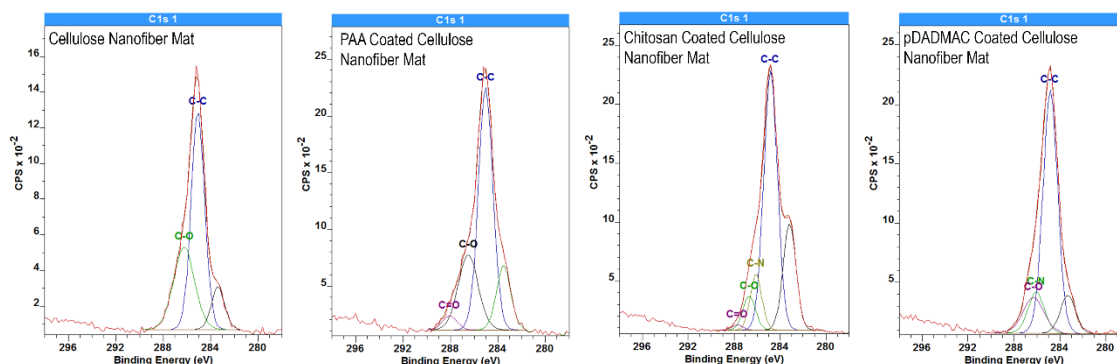 C1s 1
Cellulose Nanofiber Mat
C-C
C-O
CPS x 10-2
16
14
12
10
8
6
4
2
296
292
288
284
280
Binding Energy (eV)
C1s 1
PAA Coated Cellulose
Nanofiber Mat
C-C
C-O
C=O
CPS x 10-2
25
20
15
10
5
296
292
288
284
280
Binding Energy (eV)
C1s 1
Chitosan Coated Cellulose
Nanofiber Mat
C-C
C-N
C-O
C=O
CPS x 10-2
25
20
15
10
5
296
292
288
284
280
Binding Energy (eV)
C1s 1
pDADMAC Coated Cellulose
Nanofiber Mat
C-C
C-N
C-O
CPS x 10-2
25
20
15
10
5
296
292
288
284
280
Binding Energy (eV)